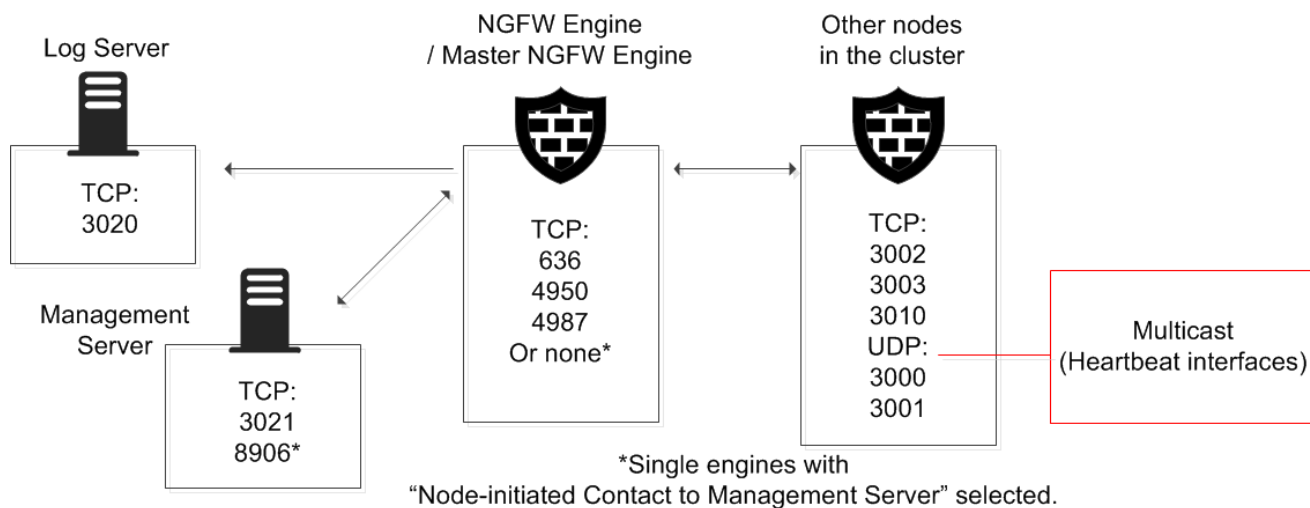 Log Server
TCP:
3020
Management
Server
TCP:
3021
8906*
NGFW Engine
/ Master NGFW Engine
TCP:
636
4950
4987
Or none*
Other nodes
in the cluster
TCP:
3002
3003
3010
UDP:
3000
3001
Multicast
(Heartbeat interfaces)
*Single engines with
“Node-initiated Contact to Management Server” selected.